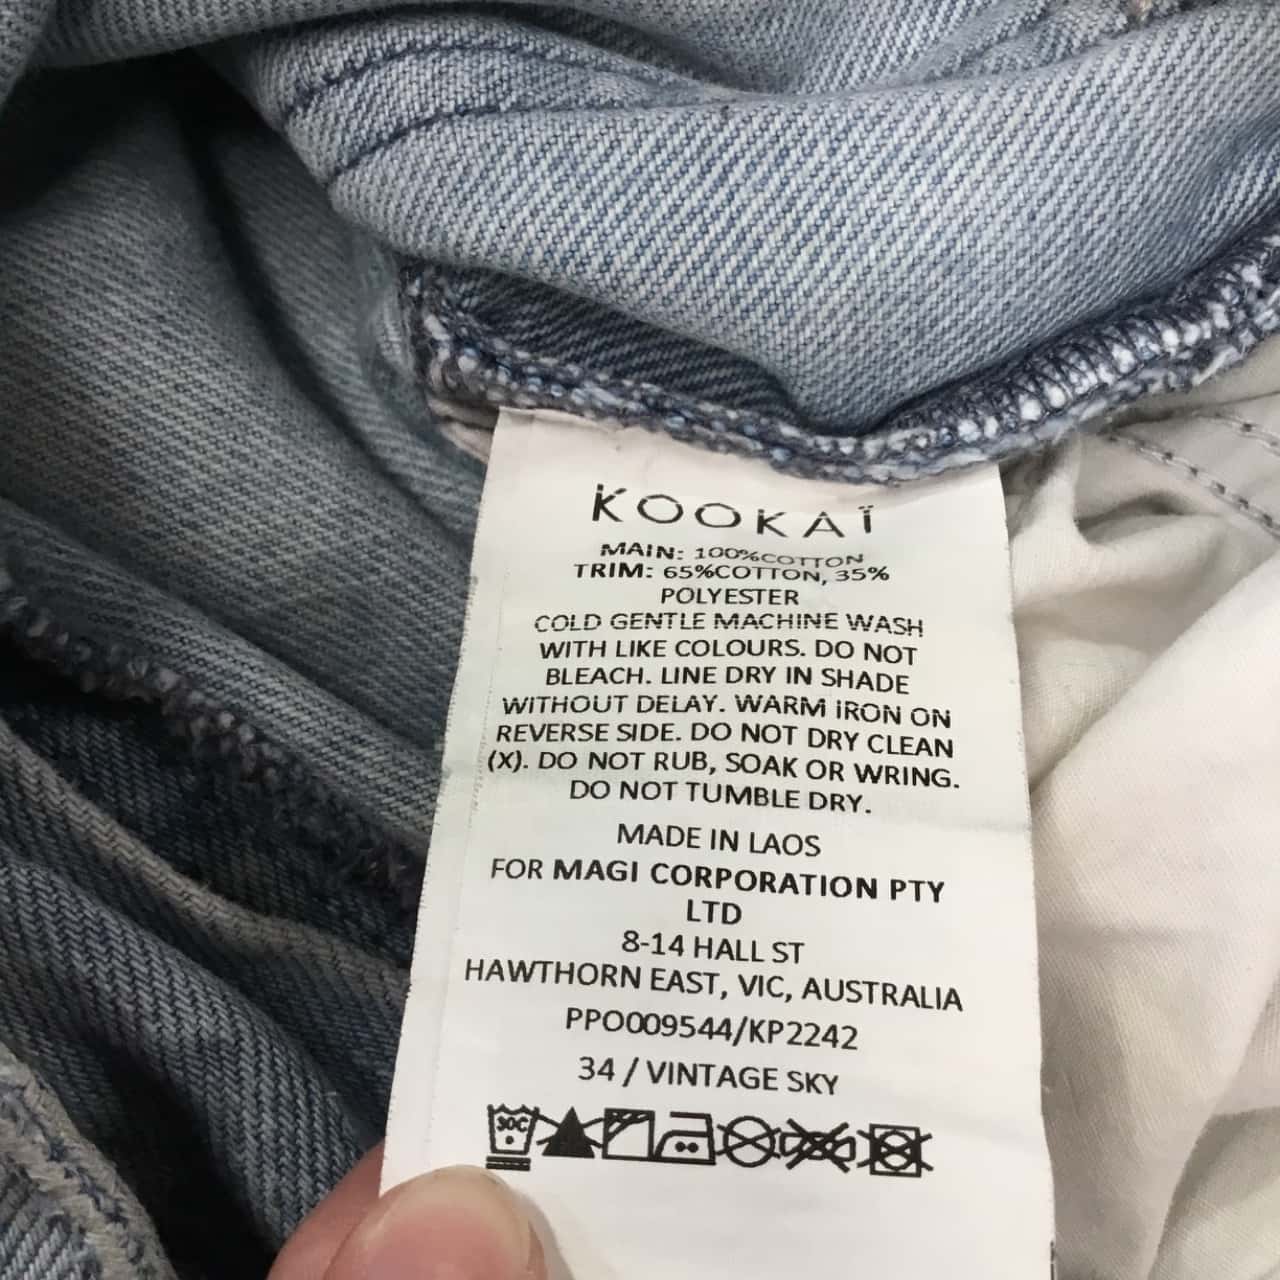 KOOKAÏ
MAIN: 100%COTTON
TRIM: 65%COTTON, 35%
POLYESTER
COLD GENTLE MACHINE WASH
WITH LIKE COLOURS. DO NOT
BLEACH. LINE DRY IN SHADE
WITHOUT DELAY. WARM IRON ON
REVERSE SIDE. DO NOT DRY CLEAN
(X). DO NOT RUB, SOAK OR WRING.
DO NOT TUMBLE DRY.
MADE IN LAOS
FOR MAGI CORPORATION PTY
LTD
8-14 HALL ST
HAWTHORN EAST, VIC, AUSTRALIA
PPO009544/KP2242
34 / VINTAGE SKY
30C